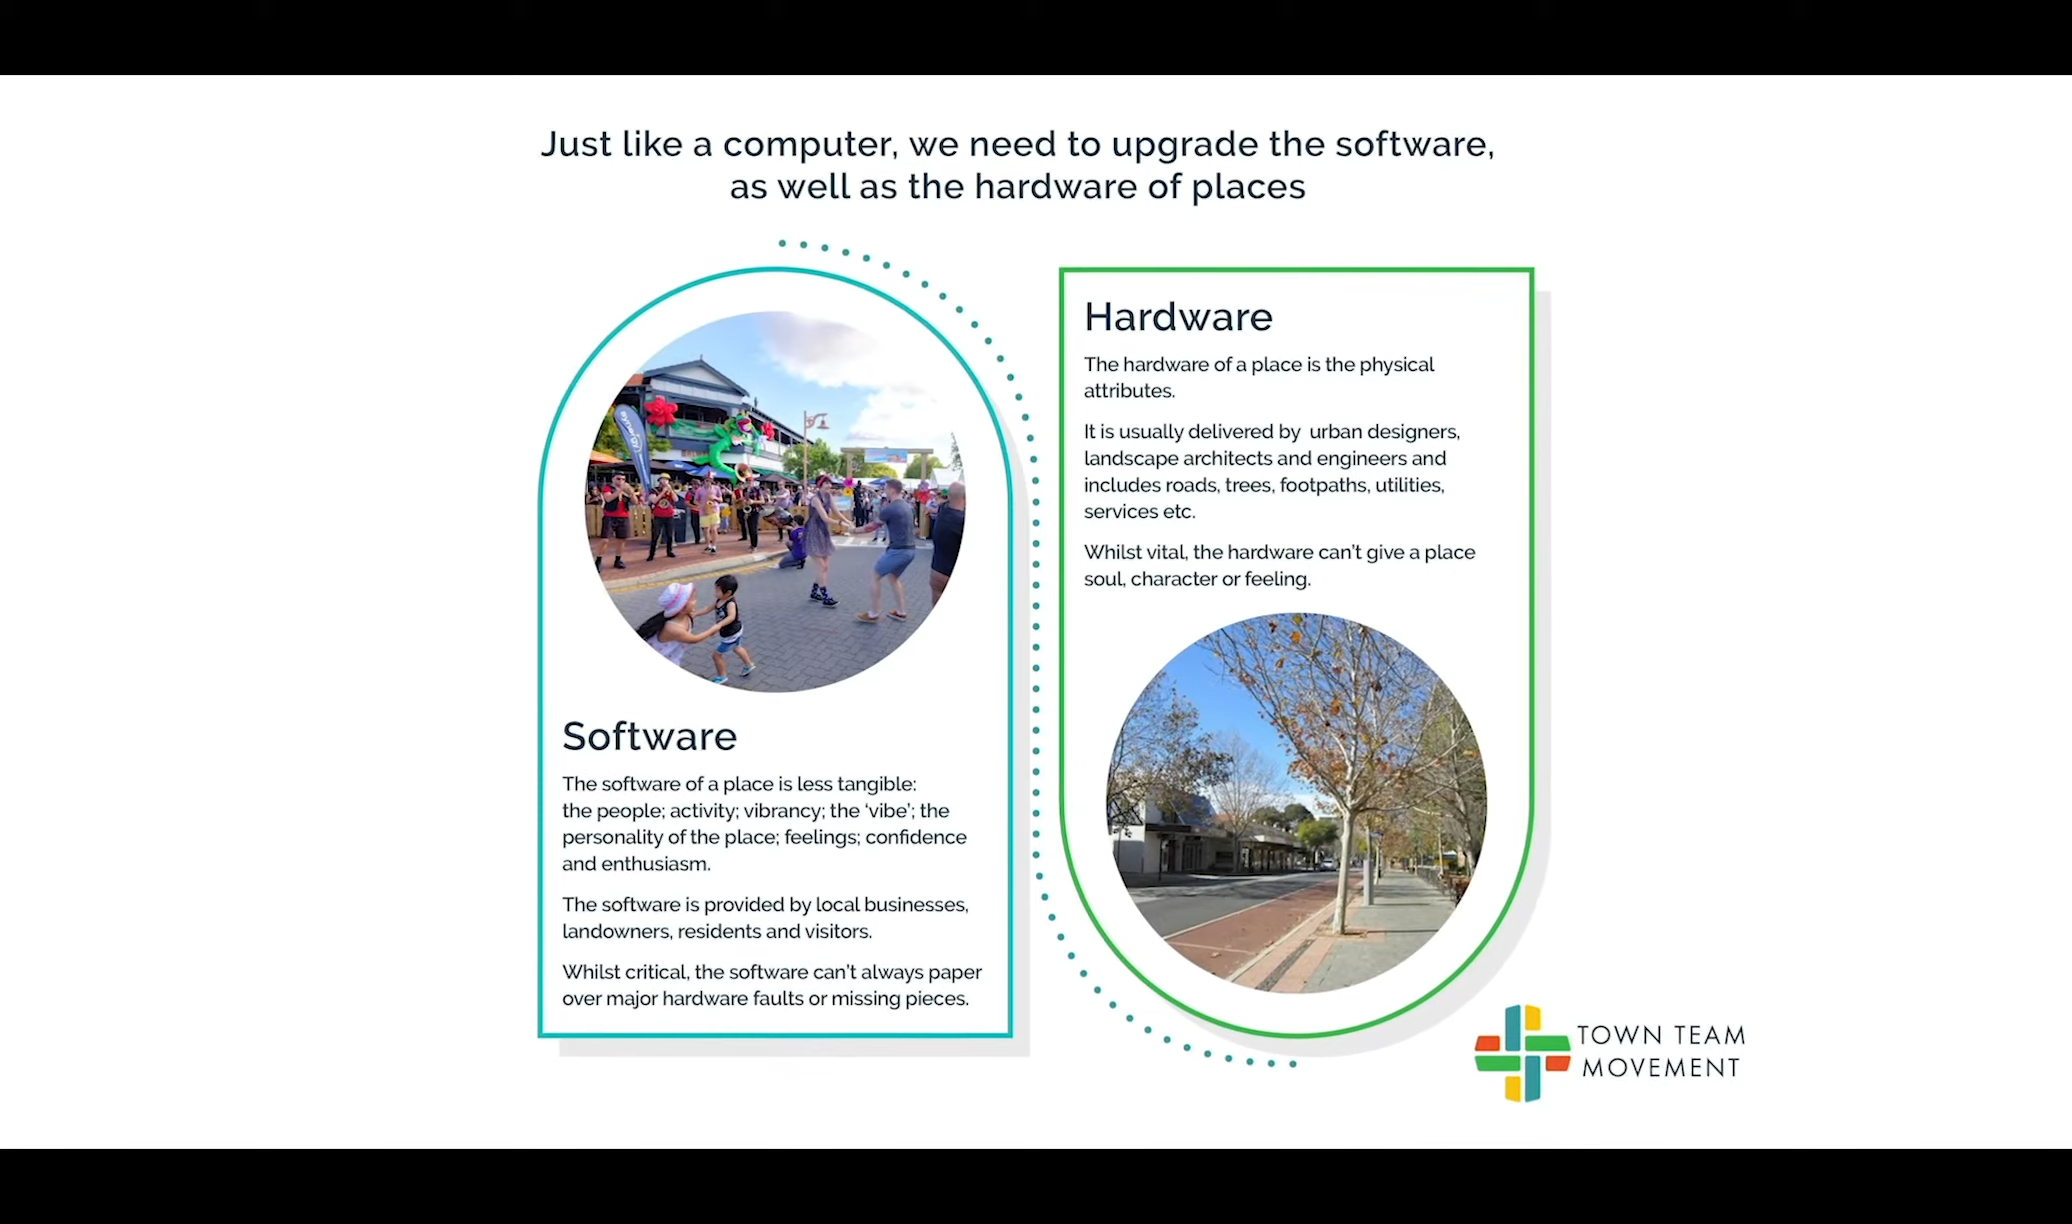 Just like a computer, we need to upgrade the software,
as well as the hardware of places
synergy
Software
The software of a place is less tangible:
the people; activity; vibrancy; the ‘vibe’; the
personality of the place; feelings; confidence
and enthusiasm.
The software is provided by local businesses,
landowners, residents and visitors.
Whilst critical, the software can’t always paper
over major hardware faults or missing pieces.
Hardware
The hardware of a place is the physical
attributes.
It is usually delivered by  urban designers,
landscape architects and engineers and
includes roads, trees, footpaths, utilities,
services etc.
Whilst vital, the hardware can’t give a place
soul, character or feeling.
TOWN TEAM
MOVEMENT